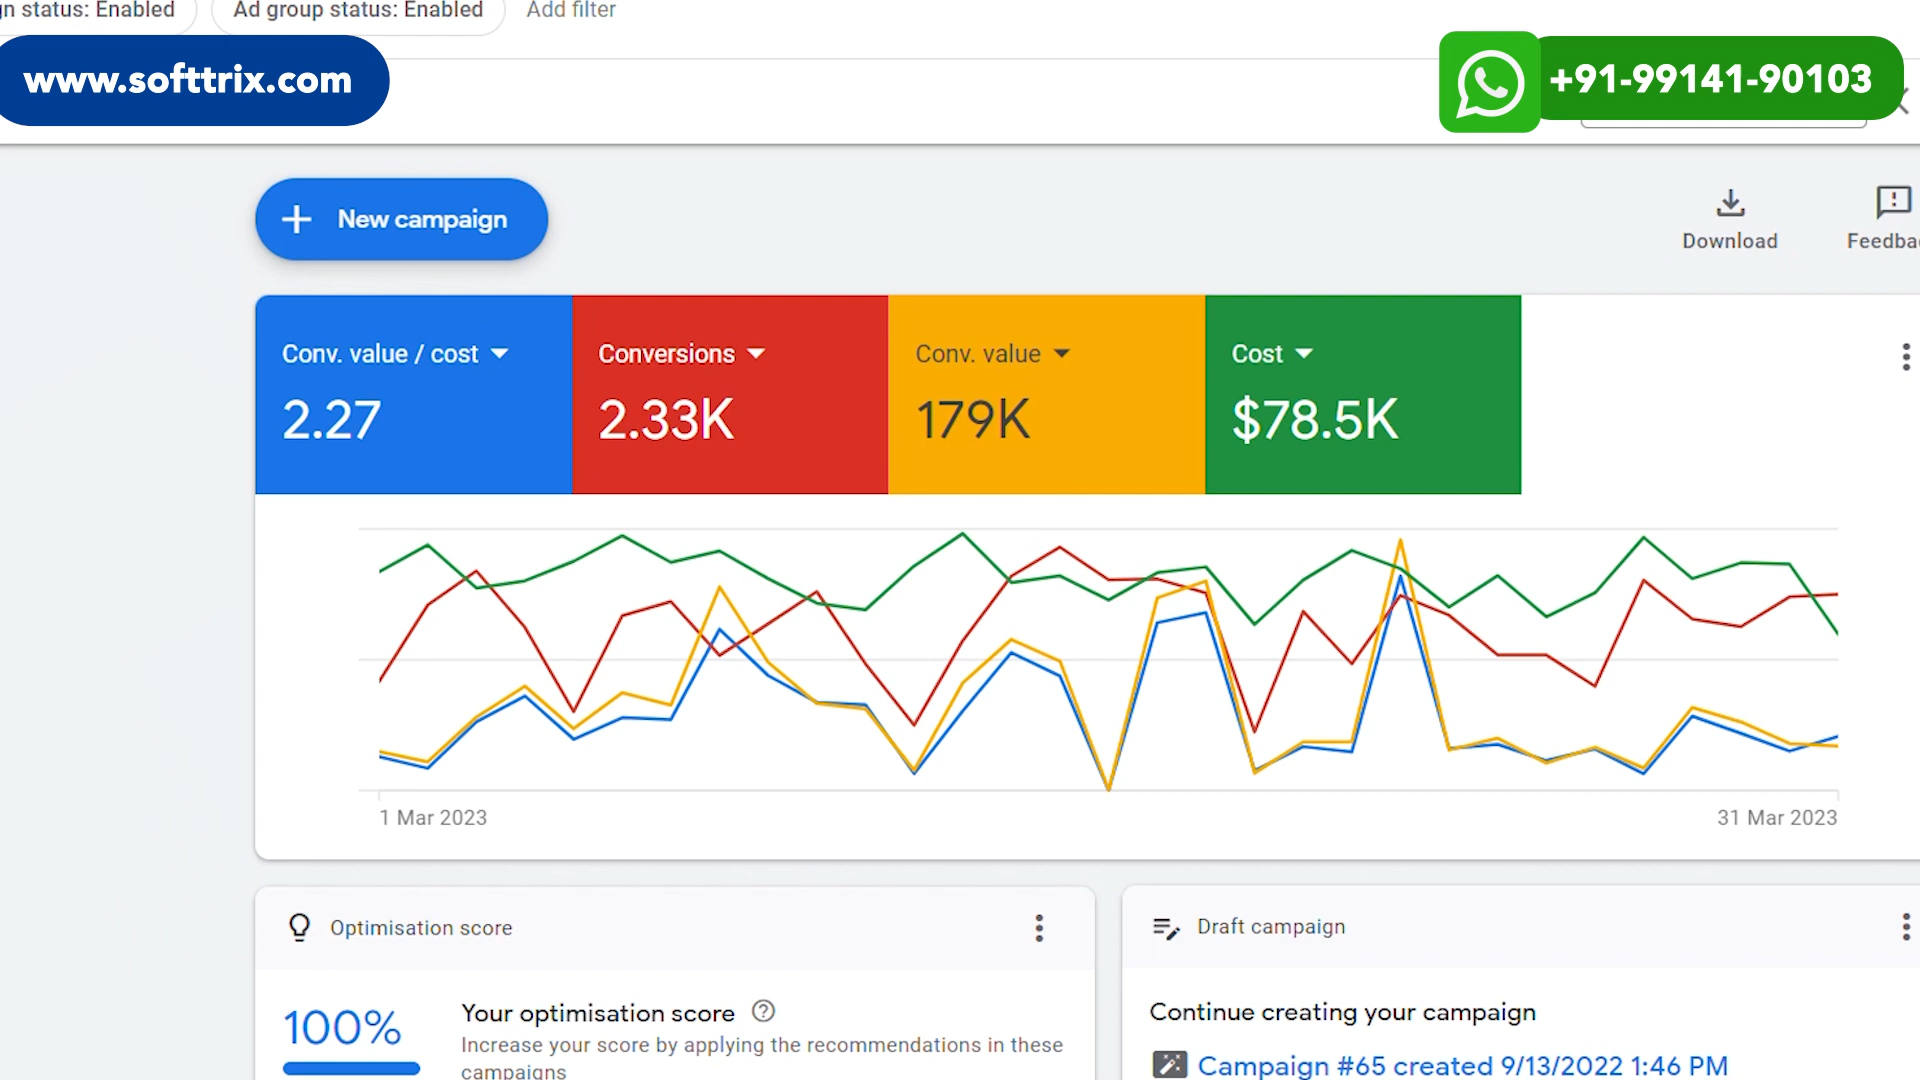 n status: Enabled
Ad group status: Enabled
Add filter
www.softtrix.com
+91-99141-90103
New campaign
Download
Feedba
Conv. value / cost
Conversions
Conv. value
Cost
2.27
2.33K
179K
$78.5K
1 Mar 2023
31 Mar 2023
Optimisation score
Draft campaign
100%
Your optimisation score
Increase your score by applying the recommendations in these
campaigns
Continue creating your campaign
Campaign #65 created 9/13/2022 1:46 PM